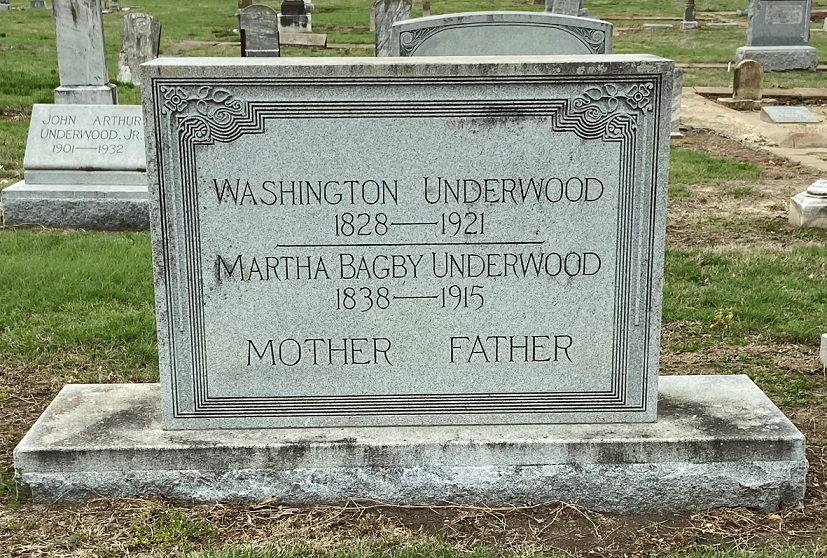 JOHN ARTHUR
UNDERWOOD, JR.
1901—1932
WASHINGTON UNDERWOOD
1828—1921
MARTHA BAGBY UNDERWOOD
1838—1915
MOTHER FATHER